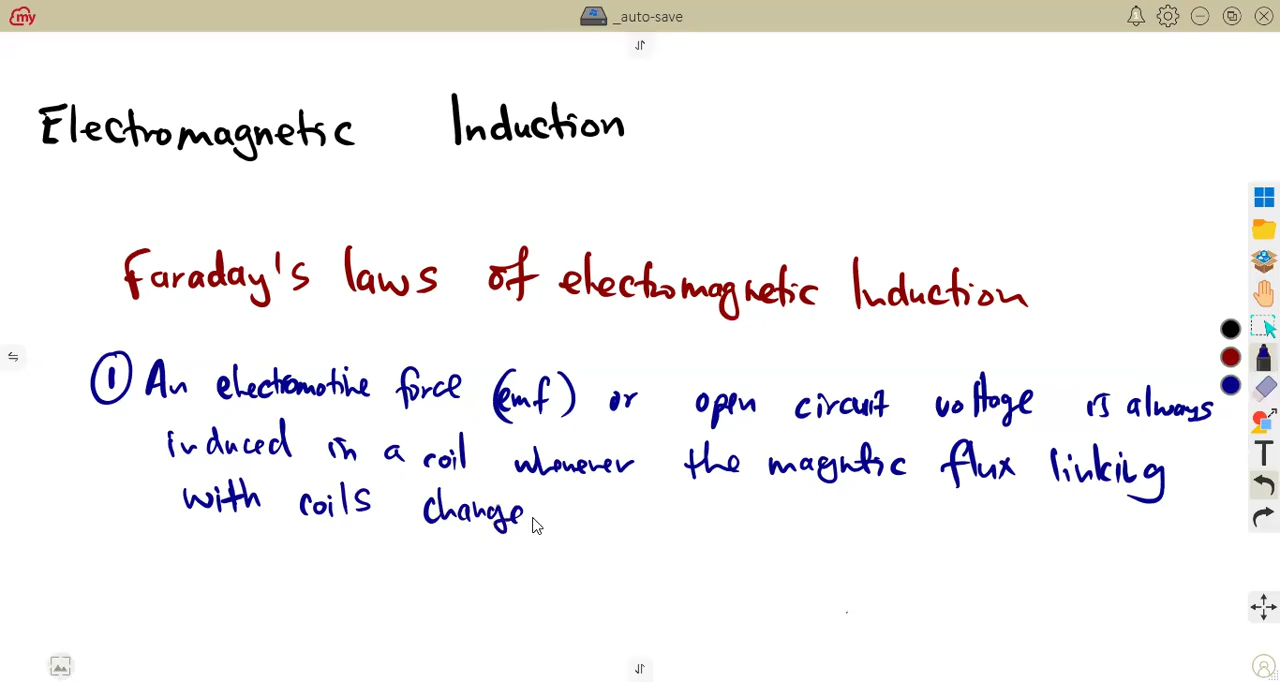 my
_auto-save
Electromagnetic Induction
Faraday's laws of electromagnetic Induction
① An electromotive force (emf) or open circuit voltage is always
induced in a coil whenever the magnetic flux linking
with coils change
T